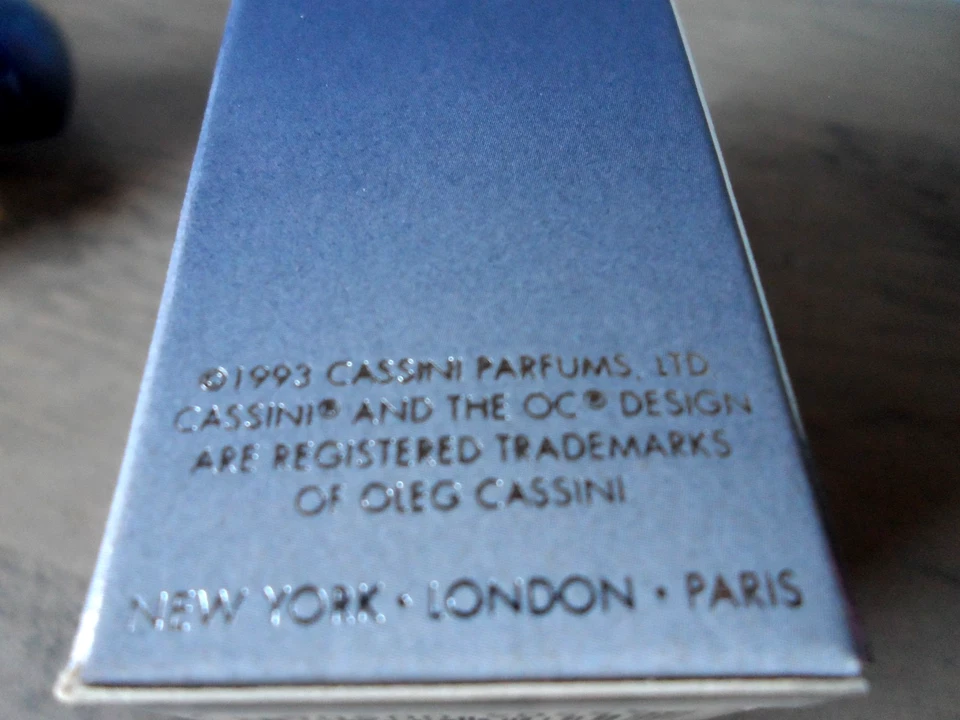 ©1993 CASSINI PARFUMS, LTD.
CASSINI® AND THE OC® DESIGN
ARE REGISTERED TRADEMARKS
OF OLEG CASSINI
NEW YORK • LONDON • PARIS